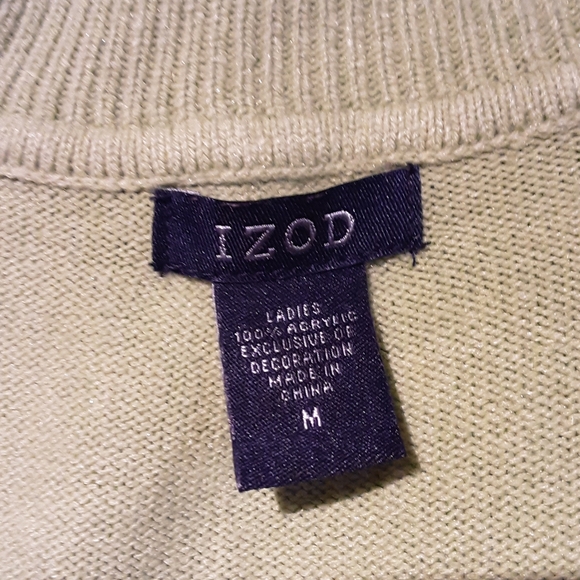 IZOD
LADIES
100% ACRYLIC
EXCLUSIVE OF
DECORATION
MADE IN
CHINA
M